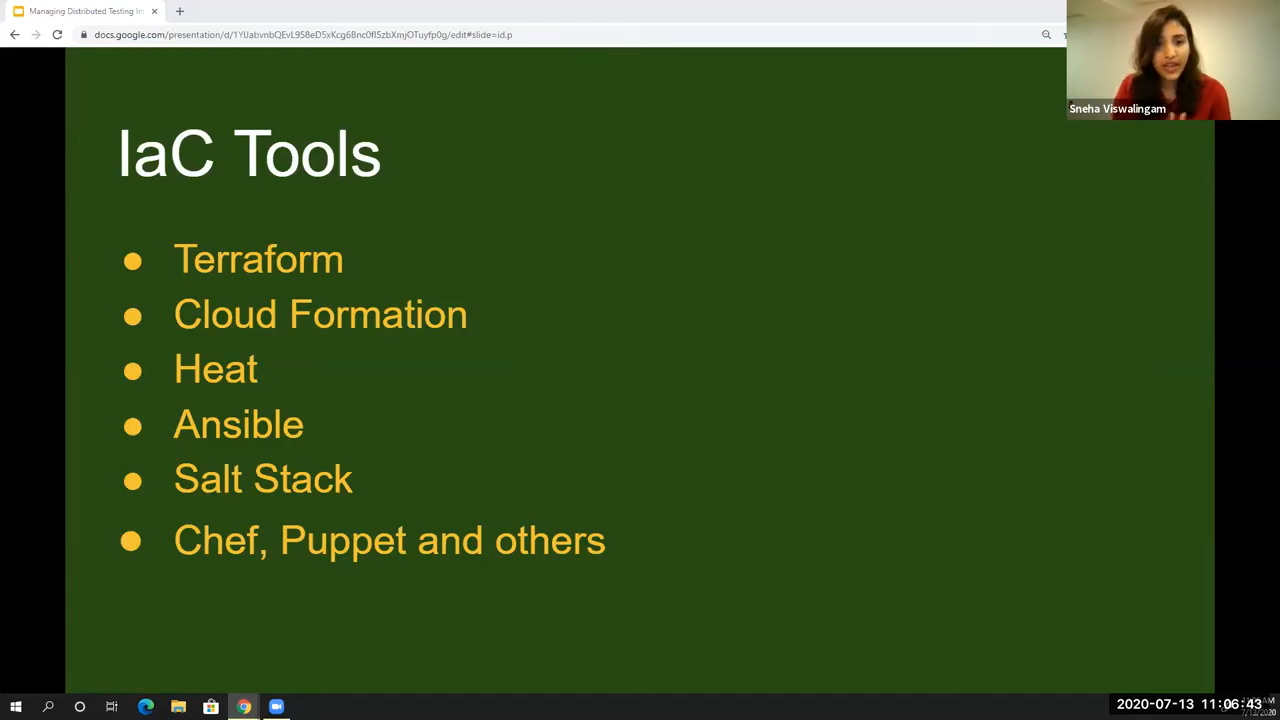 Managing Distributed Testing In
docs.google.com/presentation/d/1YIJabvnbQEvL958eD5xKcg6Bnc0fI5zbXmjOTuyfp0g/edit#slide=id.p
Sneha Viswalingam
IaC Tools
● Terraform
● Cloud Formation
● Heat
● Ansible
● Salt Stack
● Chef, Puppet and others
2020-07-13 11:06:43